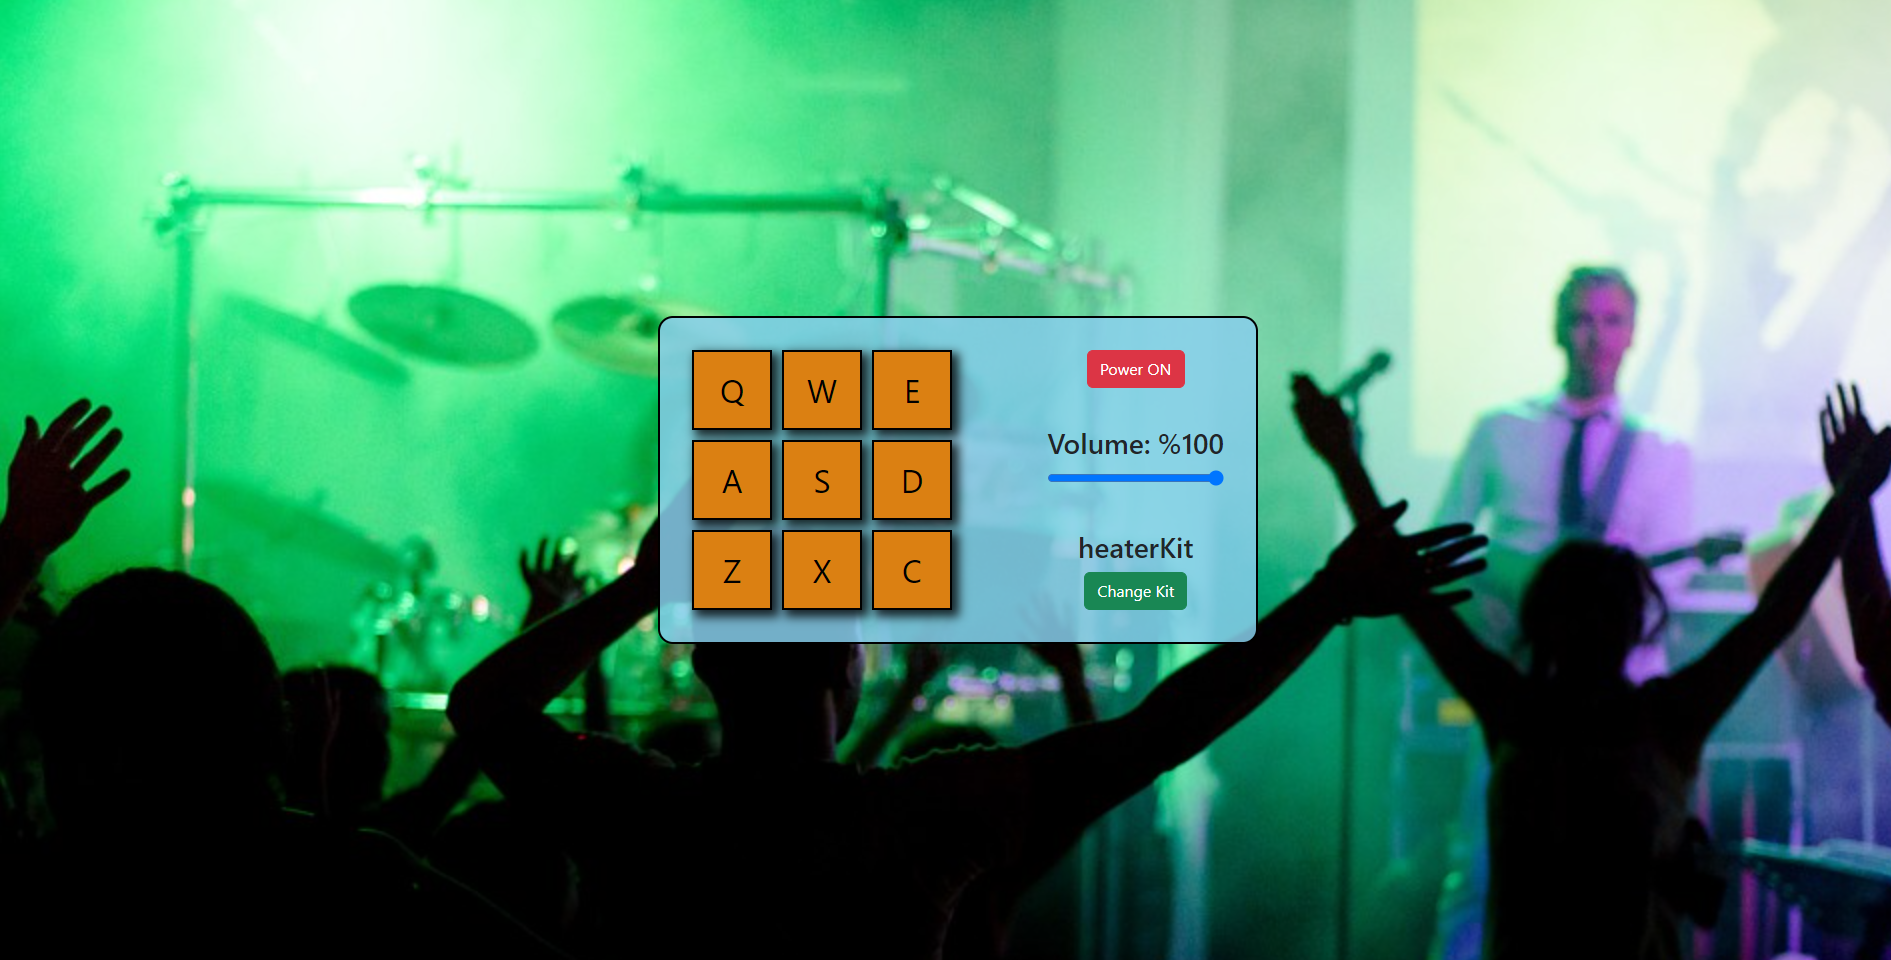 Q W E
A S D
Z X C
Power ON
Volume: %100
heaterKit
Change Kit